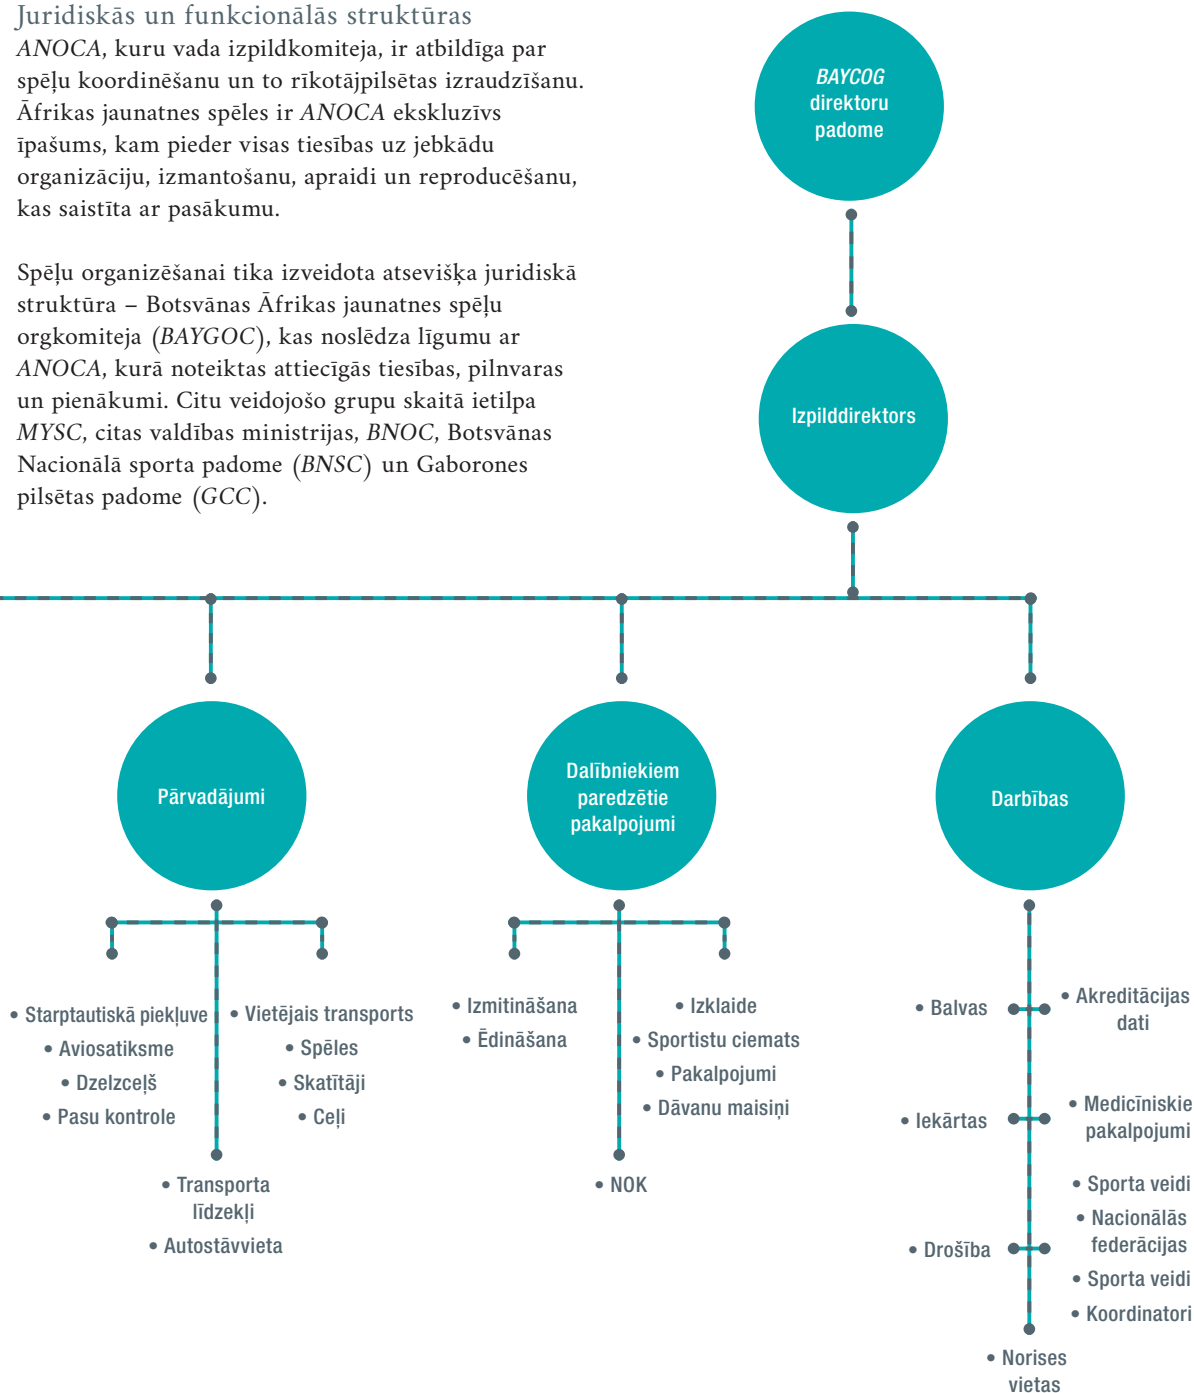 Juridiskās un funkcionālās struktūras
ANOCA, kuru vada izpildkomiteja, ir atbildīga par
spēļu koordinēšanu un to rīkotājpilsētas izraudzīšanu.
Āfrikas jaunatnes spēles ir ANOCA ekskluzīvs
īpašums, kam pieder visas tiesības uz jebkādu
organizāciju, izmantošanu, apraidi un reproducēšanu,
kas saistīta ar pasākumu.
Spēļu organizēšanai tika izveidota atsevišķa juridiskā
struktūra – Botsvānas Āfrikas jaunatnes spēļu
orgkomiteja (BAYGOC), kas noslēdza līgumu ar
ANOCA, kurā noteiktas attiecīgās tiesības, pilnvaras
un pienākumi. Citu veidojošo grupu skaitā ietilpa
MYSC, citas valdības ministrijas, BNOC, Botsvānas
Nacionālā sporta padome (BNSC) un Gaborones
pilsētas padome (GCC).
BAYCOG
direktoru
padome
Izpilddirektors
Pārvadājumi
• Starptautiskā piekļuve
• Aviosatiksme
• Dzelzceļš
• Pasu kontrole
• Vietējais transports
• Spēles
• Skatītāji
• Ceļi
• Transporta
līdzekļi
• Autostāvvieta
Dalībniekiem
paredzētie
pakalpojumi
• Izmitināšana
• Ēdināšana
• Izklaide
• Sportistu ciemats
• Pakalpojumi
• Dāvanu maisiņi
• NOK
Darbības
• Balvas
• Akreditācijas
dati
• Iekārtas
• Medicīniskie
pakalpojumi
• Drošība
• Sporta veidi
• Nacionālās
federācijas
• Sporta veidi
• Koordinatori
• Norises
vietas